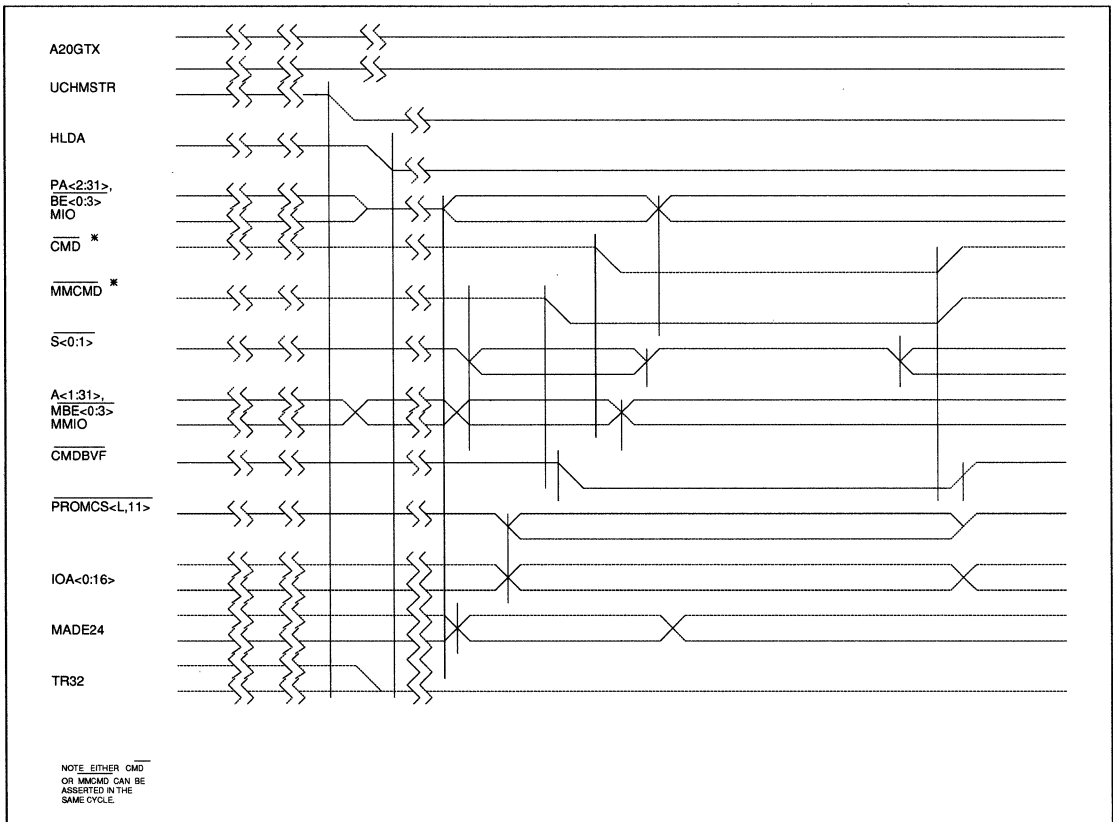 A20GTX
UCHMSTR
HLDA
PA<2:31>,
BE<0:3>
MIO
CMD *
MMCMD *
S<0:1>
A<1:31>,
MBE<0:3>
MMIO
CMDBVF
PROMCS<L,11>
IOA<0:16>
MADE24
TR32
NOTE EITHER CMD
OR MMCMD CAN BE
ASSERTED IN THE
SAME CYCLE.